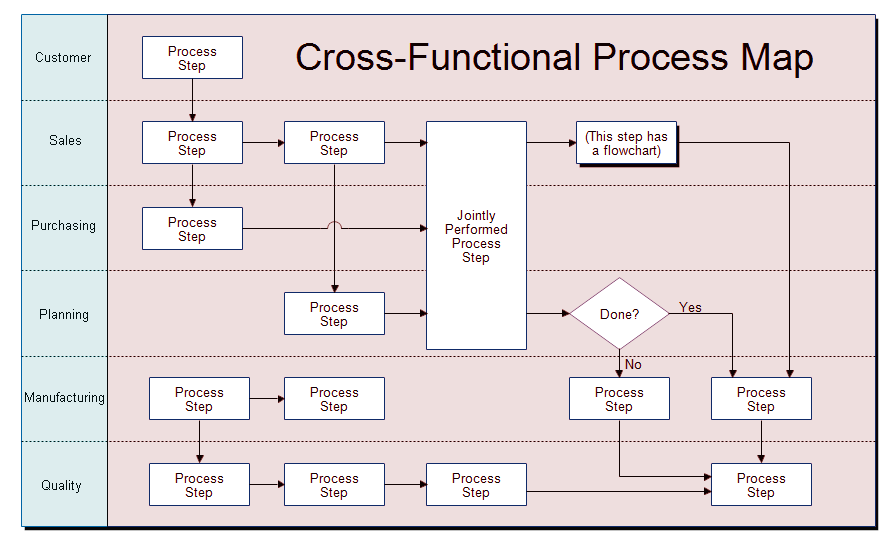 Cross-Functional Process Map
Customer
Process
Step
Sales
Process
Step
Process
Step
(This step has
a flowchart)
Purchasing
Process
Step
Jointly
Performed
Process
Step
Planning
Process
Step
Done?
Yes
No
Manufacturing
Process
Step
Process
Step
Process
Step
Process
Step
Quality
Process
Step
Process
Step
Process
Step
Process
Step